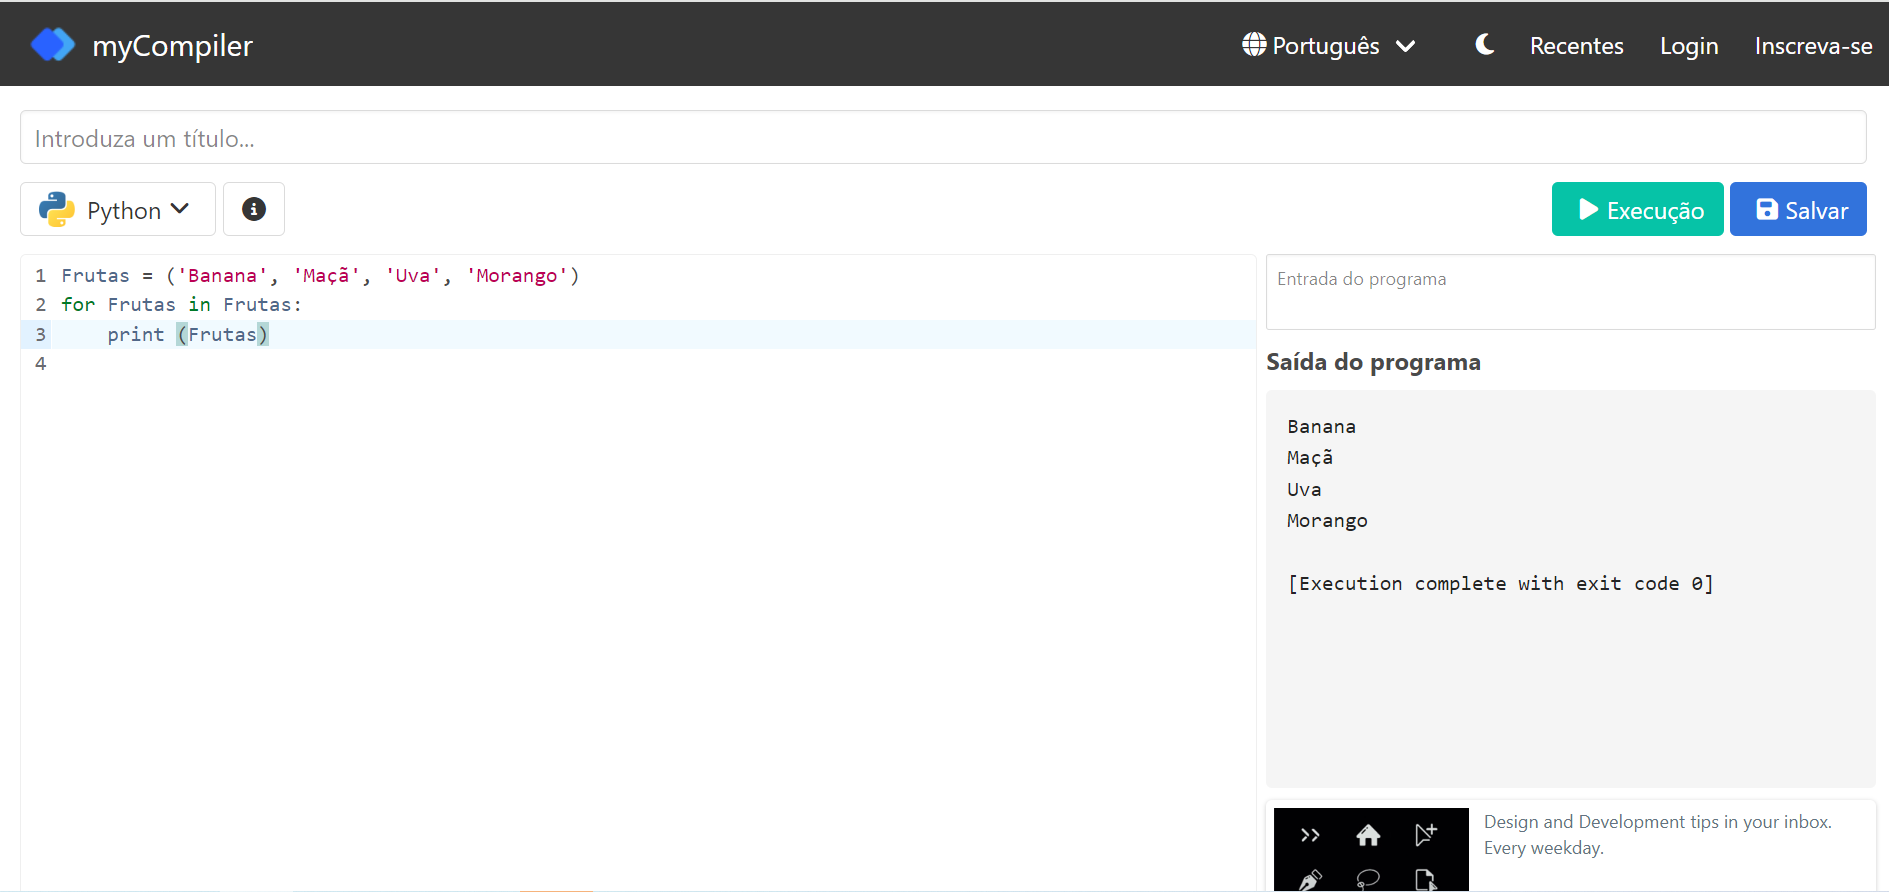 myCompiler
Português
Recentes
Login
Inscreva-se
Introduza um título...
Python
Execução
Salvar
1 Frutas = ('Banana', 'Maçã', 'Uva', 'Morango')
2 for Frutas in Frutas:
3     print (Frutas)
4
Entrada do programa
Saída do programa
Banana
Maçã
Uva
Morango
[Execution complete with exit code 0]
Design and Development tips in your inbox.
Every weekday.